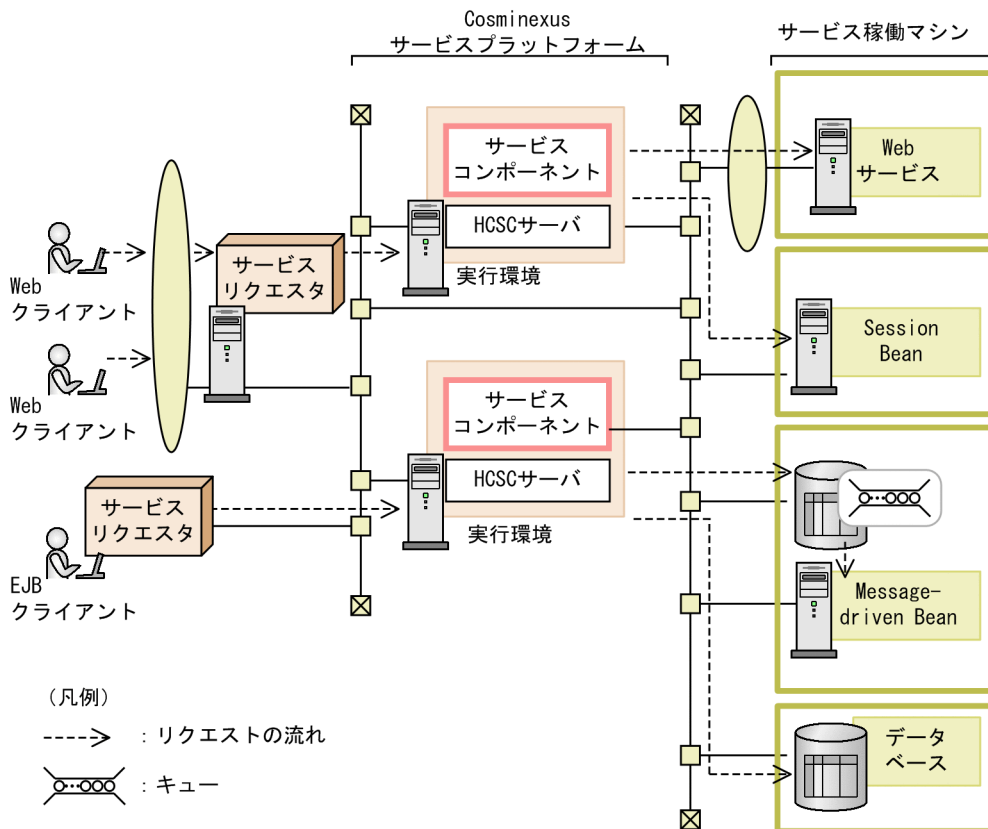 Cosminexus
サービスプラットフォーム
サービス稼働マシン
サービス
コンポーネント
HCSCサーバ
実行環境
Web
サービス
Web
クライアント
サービス
リクエスタ
Session
Bean
Web
クライアント
サービス
コンポーネント
HCSCサーバ
実行環境
EJB
クライアント
サービス
リクエスタ
Message-
driven Bean
データ
ベース
(凡例)
：リクエストの流れ
：キュー